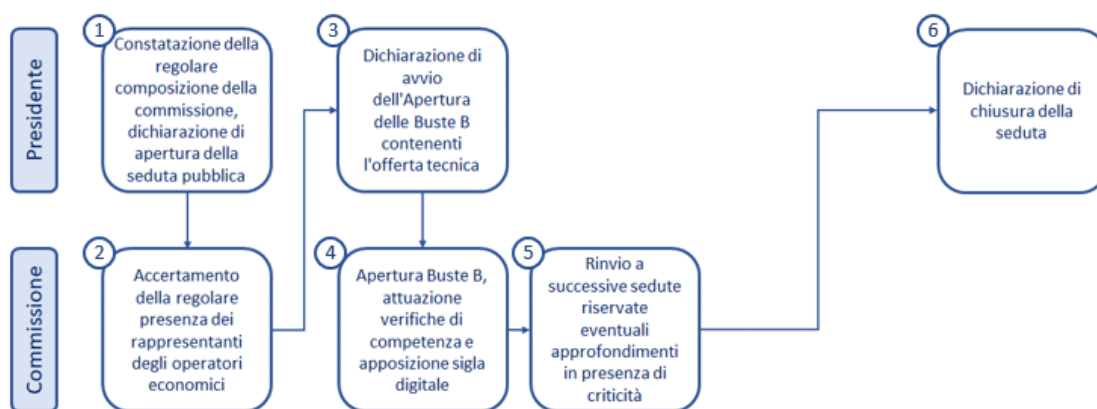 Presidente
1
Constatazione della
regolare
composizione della
commissione,
dichiarazione di
apertura della
seduta pubblica
3
Dichiarazione di
avvio
dell'Apertura
delle Buste B
contenenti
l'offerta tecnica
6
Dichiarazione di
chiusura della
seduta
Commissione
2
Accertamento
della regolare
presenza dei
rappresentanti
degli operatori
economici
4
Apertura Buste B,
attuazione
verifiche di
competenza e
apposizione sigla
digitale
5
Rinvio a
successive sedute
riservate
eventuali
approfondimenti
in presenza di
criticità